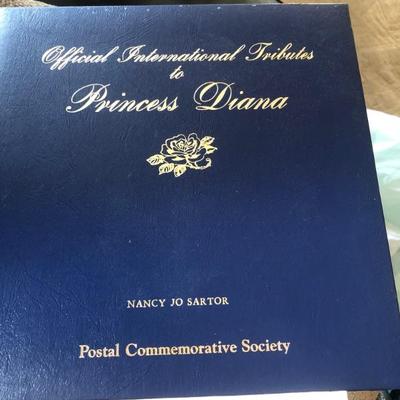 Official International Tributes
to
Princess Diana
NANCY JO SARTOR
Postal Commemorative Society